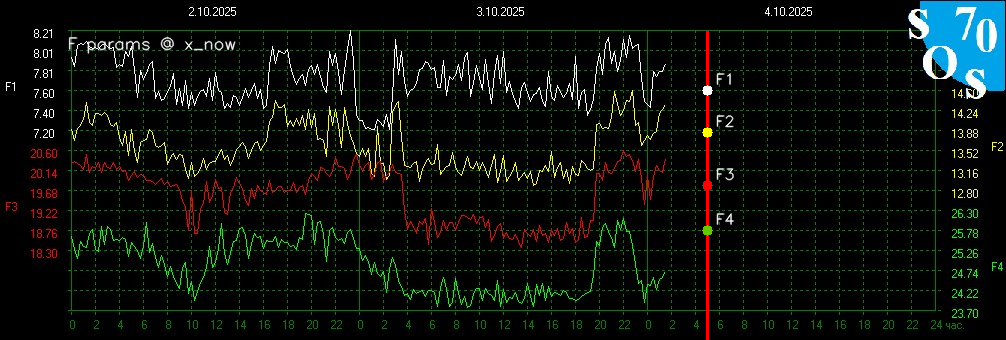 2.10.2025 3.10.2025 4.10.2025
SOS 70
F params @ x_now
F1
8.21
8.01
7.81
7.60
7.40
7.20
F3
20.60
20.14
19.68
19.22
18.76
18.30
F1
F2
F3
F4
14.60
14.24
13.88
13.52
13.16
12.80
F2
26.30
25.78
25.26
24.74
24.22
23.70
F4
0 2 4 6 8 10 12 14 16 18 20 22 0 2 4 6 8 10 12 14 16 18 20 22 0 2 4 6 8 10 12 14 16 18 20 22 24 час.